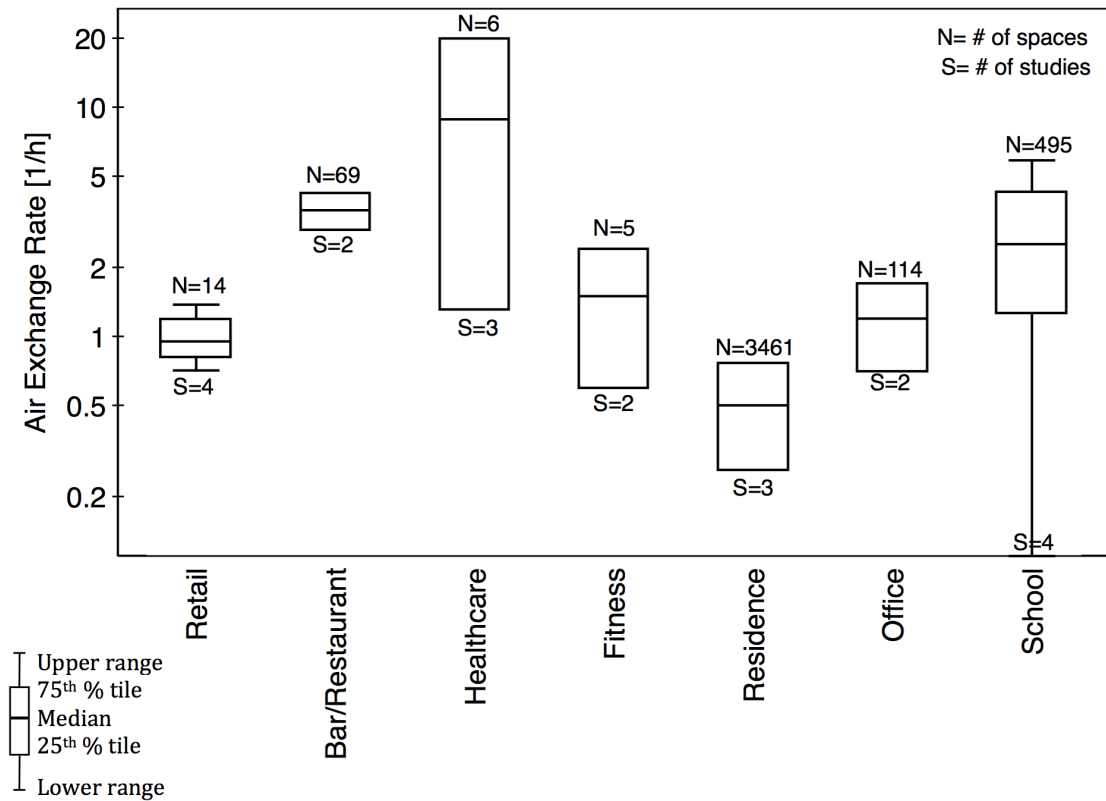 N= # of spaces
S= # of studies
Air Exchange Rate [1/h]
20
10
5
2
1
0.5
0.2
N=14
S=4
N=69
S=2
N=6
S=3
N=5
S=2
N=3461
S=3
N=114
S=2
N=495
S=4
Retail
Bar/Restaurant
Healthcare
Fitness
Residence
Office
School
Upper range
75th % tile
Median
25th % tile
Lower range